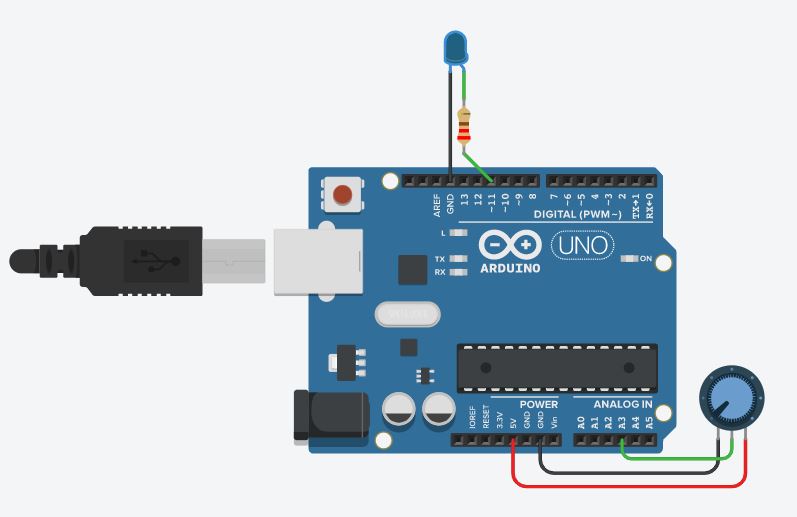 AREF
GND
13
12
~11
~10
~9
8
7
~6
~5
4
~3
2
TX→1
RX←0
DIGITAL (PWM ~)
L
TX
RX
ARDUINO
UNO
ON
POWER
ANALOG IN
IOREF
RESET
3.3V
5V
GND
GND
Vin
A0
A1
A2
A3
A4
A5